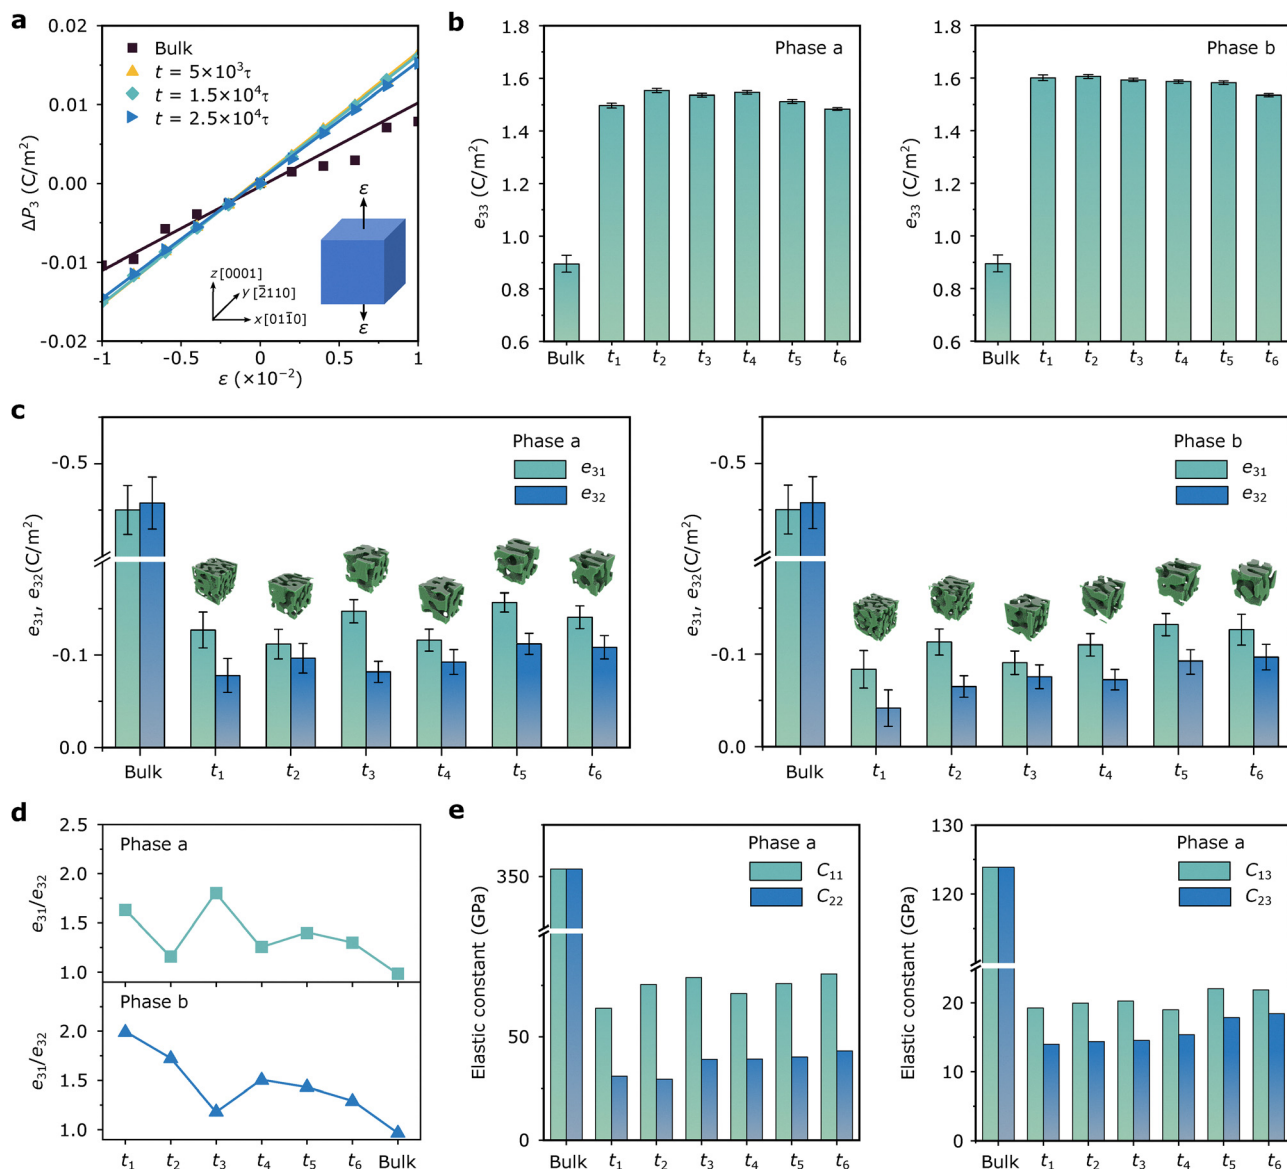 a
0.02
0.01
0.00
-0.01
-0.02
ΔP₃ (C/m²)
Bulk
t = 5×10³τ
t = 1.5×10⁴τ
t = 2.5×10⁴τ
ε
ε
z [0001]
y [2̄110]
x [011̄0]
-1 -0.5 0 0.5 1
ε (×10⁻²)
b
1.8
1.6
1.4
1.2
1.0
0.8
0.6
e₃₃ (C/m²)
Phase a
Bulk t₁ t₂ t₃ t₄ t₅ t₆
1.8
1.6
1.4
1.2
1.0
0.8
0.6
e₃₃ (C/m²)
Phase b
Bulk t₁ t₂ t₃ t₄ t₅ t₆
c
-0.5
-0.1
0.0
e₃₁, e₃₂(C/m²)
Phase a
e₃₁
e₃₂
Bulk t₁ t₂ t₃ t₄ t₅ t₆
-0.5
-0.1
0.0
e₃₁, e₃₂(C/m²)
Phase b
e₃₁
e₃₂
Bulk t₁ t₂ t₃ t₄ t₅ t₆
d
2.5
2.0
1.5
1.0
e₃₁/e₃₂
Phase a
2.0
1.5
1.0
e₃₁/e₃₂
Phase b
t₁ t₂ t₃ t₄ t₅ t₆ Bulk
e
350
50
0
Elastic constant (GPa)
Phase a
C₁₁
C₂₂
Bulk t₁ t₂ t₃ t₄ t₅ t₆
130
120
20
10
0
Elastic constant (GPa)
Phase a
C₁₃
C₂₃
Bulk t₁ t₂ t₃ t₄ t₅ t₆